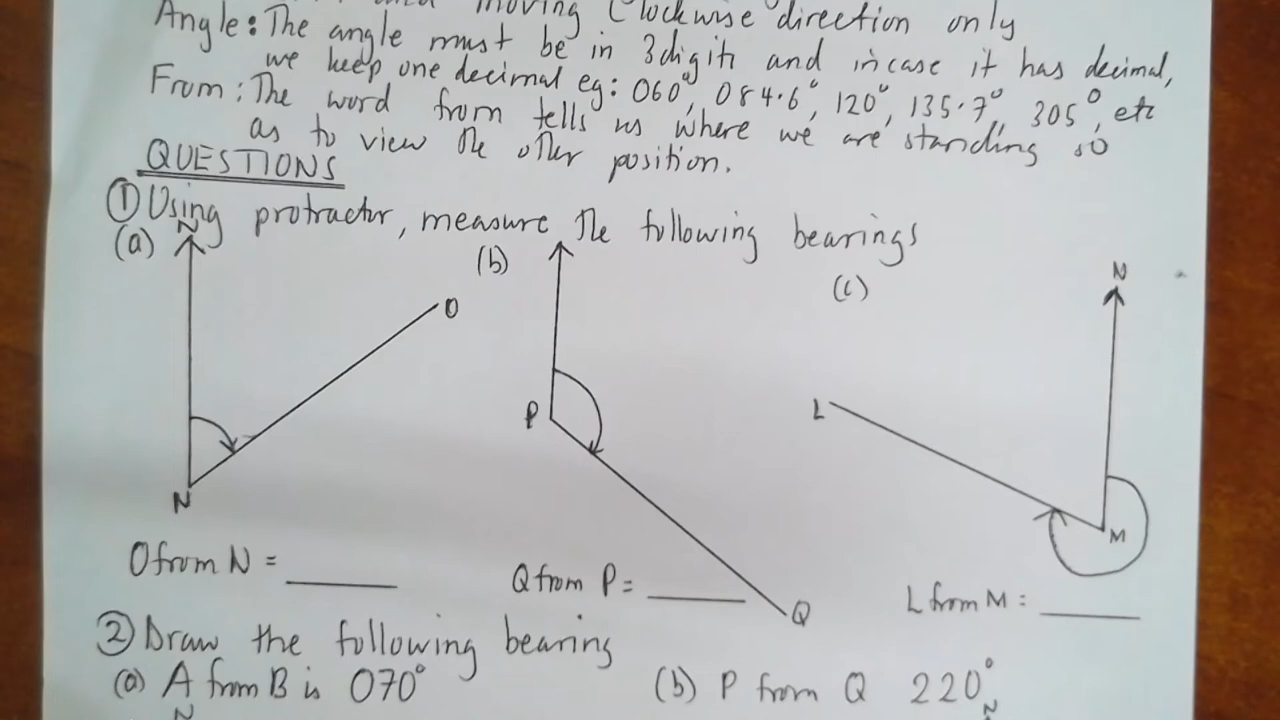 and moving Clockwise direction only
Angle: The angle must be in 3 digits and incase it has decimal,
we keep one decimal eg: 060°, 084.6°, 120°, 135.7°, 305°, etc
From: The word from tells us where we are standing so
as to view the other position.
QUESTIONS
① Using protractor, measure the following bearings
(a) N (b) (c) N
O
L
P
M
N
O from N = ______ Q from P = ______ Q L from M = ______
② Draw the following bearing
(a) A from B is 070° (b) P from Q 220°
N N